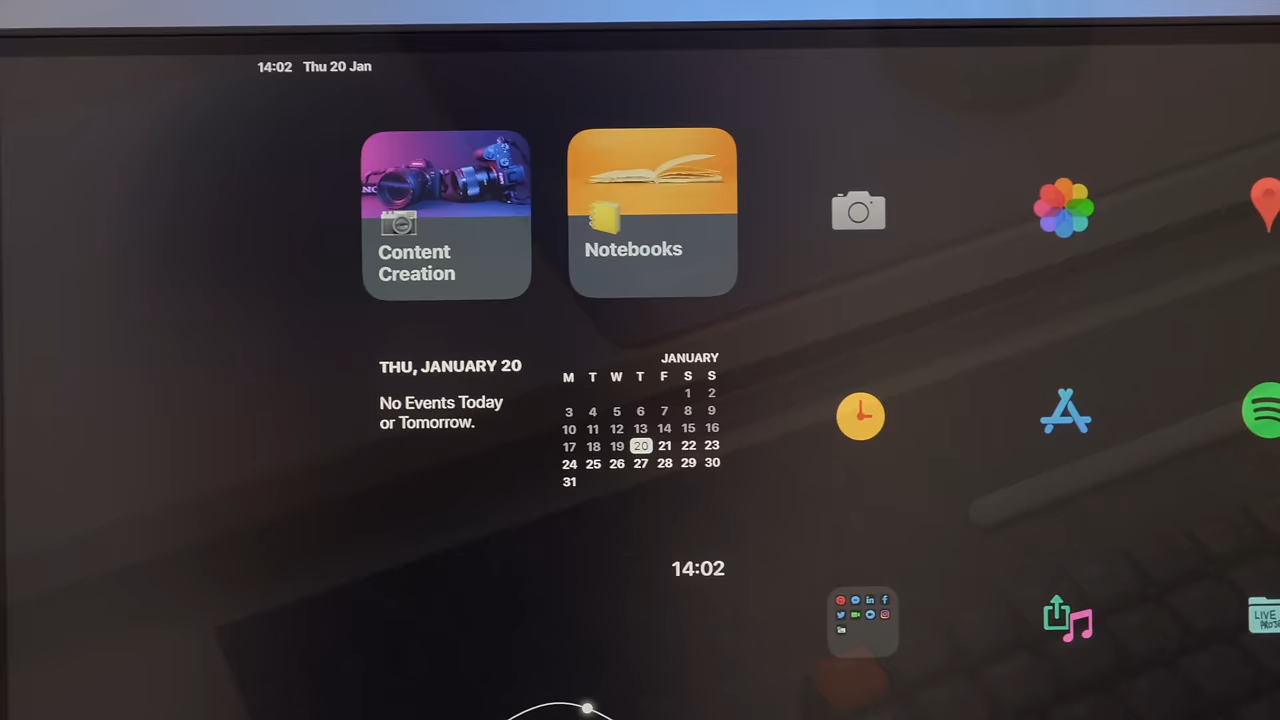 14:02 Thu 20 Jan
Content
Creation
Notebooks
THU, JANUARY 20
No Events Today
or Tomorrow.
JANUARY
M T W T F S S
1 2
3 4 5 6 7 8 9
10 11 12 13 14 15 16
17 18 19 20 21 22 23
24 25 26 27 28 29 30
31
14:02
LIVE